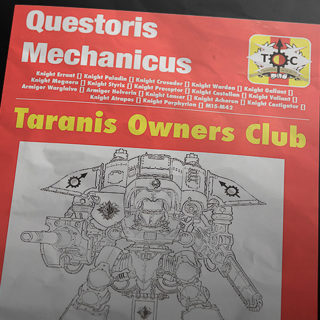 Questoris
Mechanicus
TOC
Knight Errant [] Knight Paladin [] Knight Crusader [] Knight Warden [] Knight Gallant []
Knight Magaera [] Knight Styrix [] Knight Preceptor [] Knight Castellan [] Knight Valiant []
Armiger Warglaive [] Armiger Helverin [] Knight Lancer [] Knight Acheron [] Knight Castigator []
Knight Atrapos [] Knight Porphyrion [] M25-M42
Taranis Owners Club